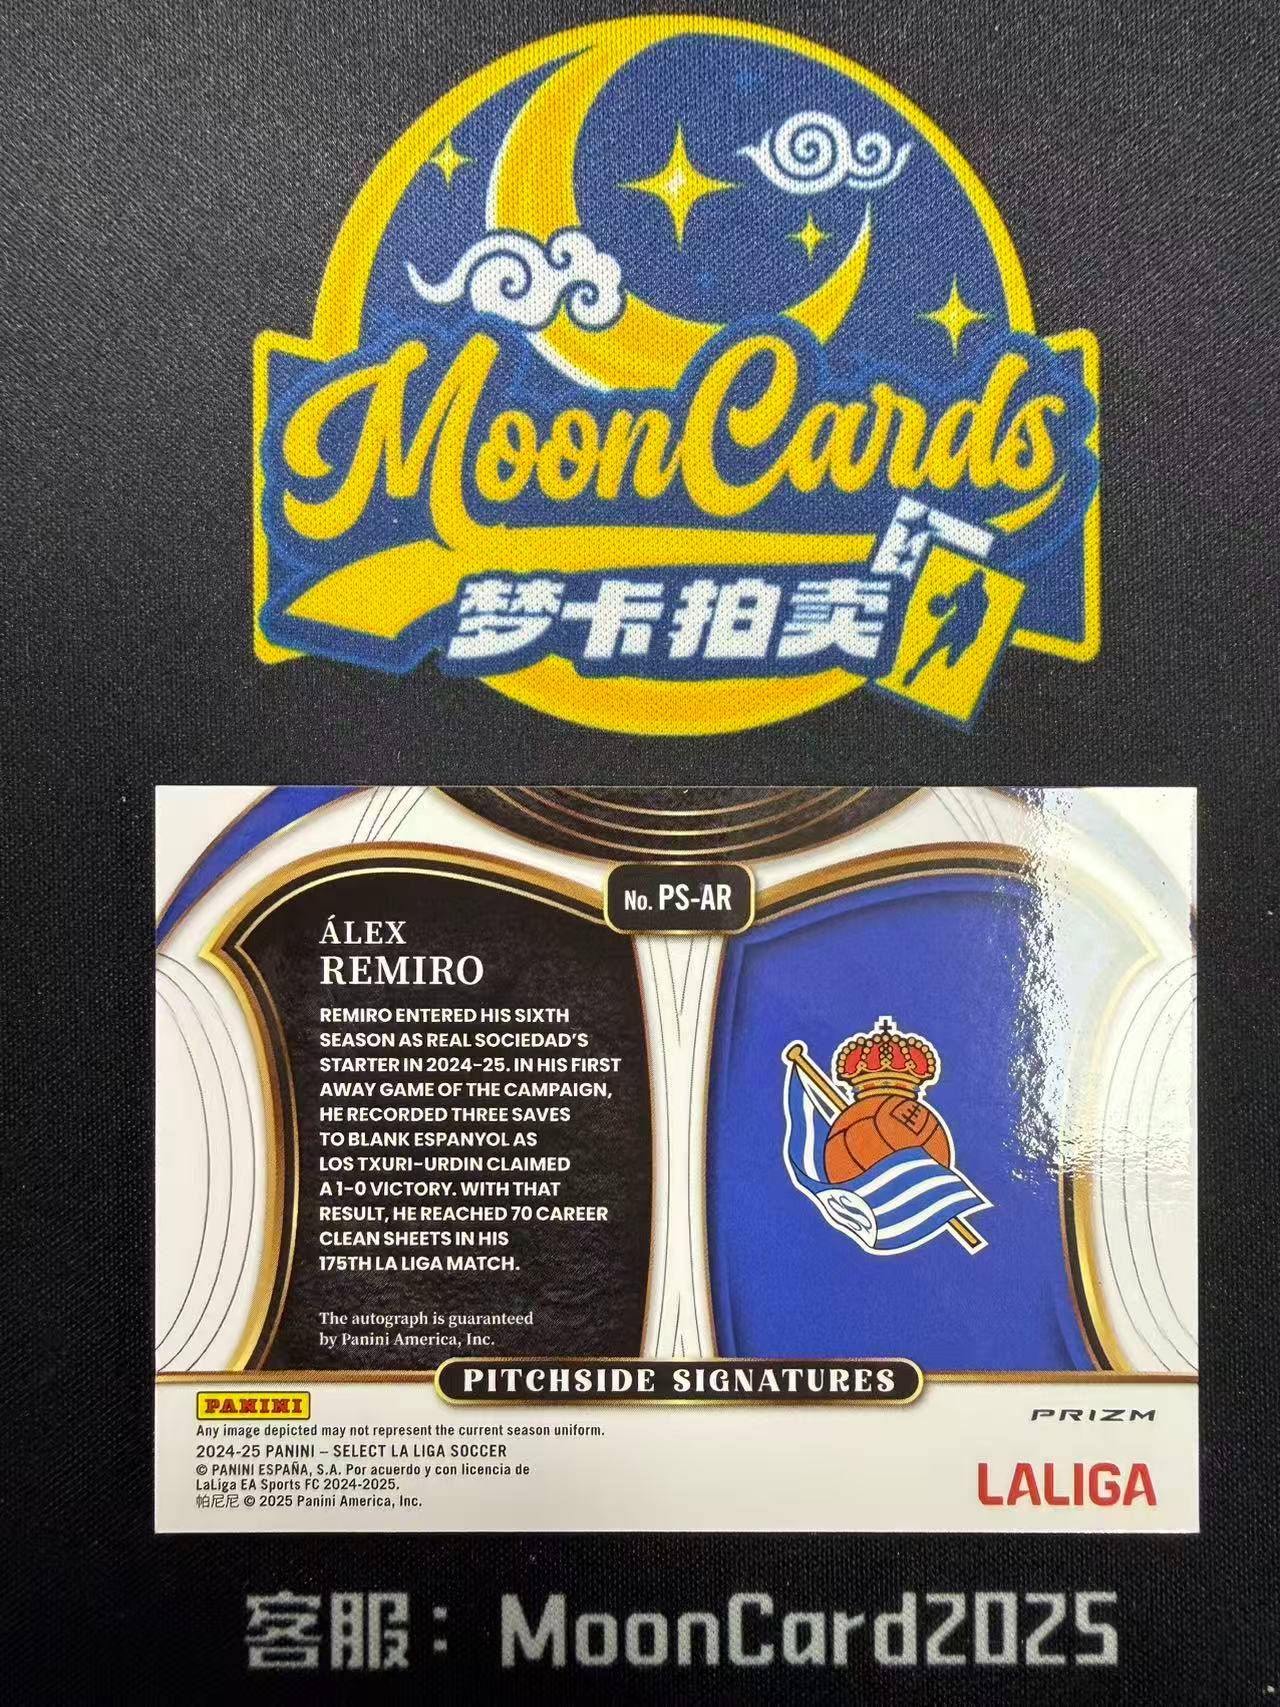 MoonCards
梦卡拍卖
No. PS-AR
ÁLEX
REMIRO
REMIRO ENTERED HIS SIXTH
SEASON AS REAL SOCIEDAD'S
STARTER IN 2024-25. IN HIS FIRST
AWAY GAME OF THE CAMPAIGN,
HE RECORDED THREE SAVES
TO BLANK ESPANYOL AS
LOS TXURI-URDIN CLAIMED
A 1-0 VICTORY. WITH THAT
RESULT, HE REACHED 70 CAREER
CLEAN SHEETS IN HIS
175TH LA LIGA MATCH.
The autograph is guaranteed
by Panini America, Inc.
PITCHSIDE SIGNATURES
PANINI
Any image depicted may not represent the current season uniform.
2024-25 PANINI – SELECT LA LIGA SOCCER
© PANINI ESPAÑA, S.A. Por acuerdo y con licencia de
LaLiga EA Sports FC 2024-2025.
帕尼尼 © 2025 Panini America, Inc.
PRIZM
LALIGA
客服：MoonCard2025